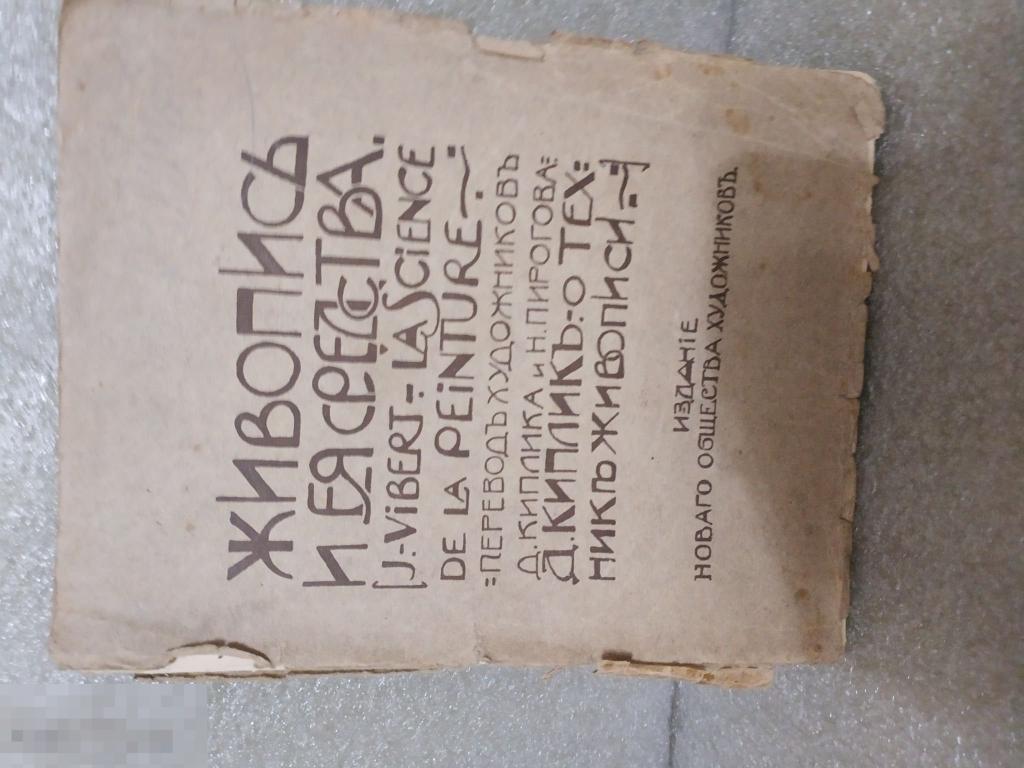 ЖИВОПИСЬ
И ЕЯ СРЕДСТВА.
[J.-ViBERT.-LA SCiENCE
DE LA PEiNTURE.
=ПЕРЕВОДЪ ХУДОЖНИКОВЪ
Д.КИПЛИКА И Н.ПИРОГОВА=
Д.КИПЛИКЪ:-О ТЕХ=
НИКѢ ЖИВОПИСИ.]
ИЗДАНІЕ
НОВАГО ОБЩЕСТВА ХУДОЖНИКОВЪ.